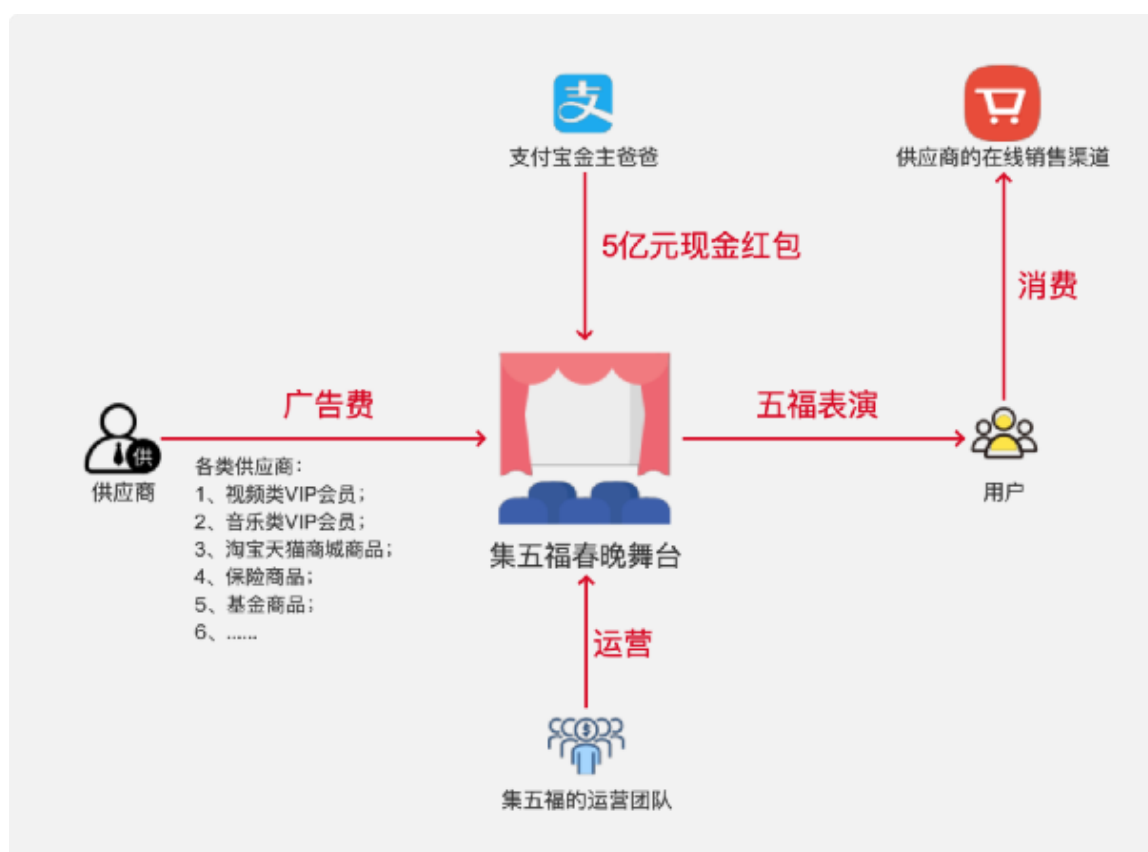 支
支付宝金主爸爸
供应商的在线销售渠道
5亿元现金红包
消费
广告费
五福表演
供
供应商
各类供应商：
1、视频类VIP会员；
2、音乐类VIP会员；
3、淘宝天猫商城商品；
4、保险商品；
5、基金商品；
6、......
用户
集五福春晚舞台
运营
$
集五福的运营团队